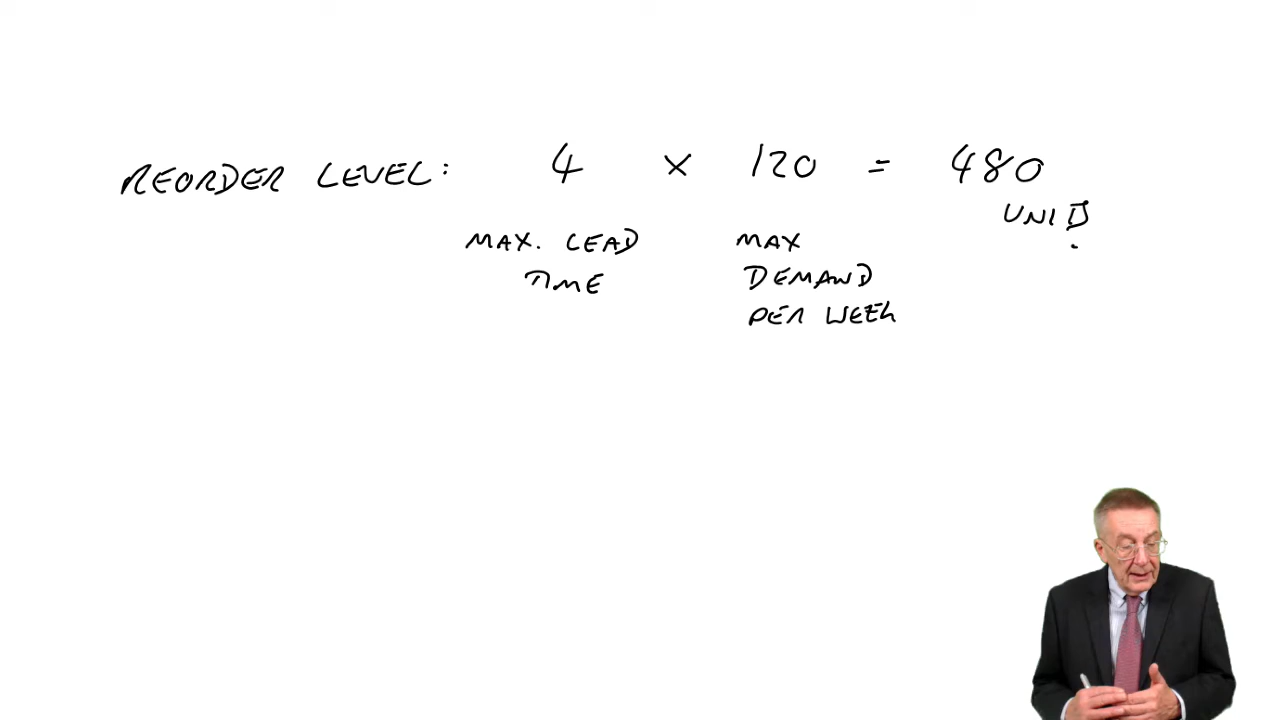 REORDER LEVEL: 4 × 120 = 480
UNITS
MAX. LEAD MAX
TIME DEMAND
PER WEEK